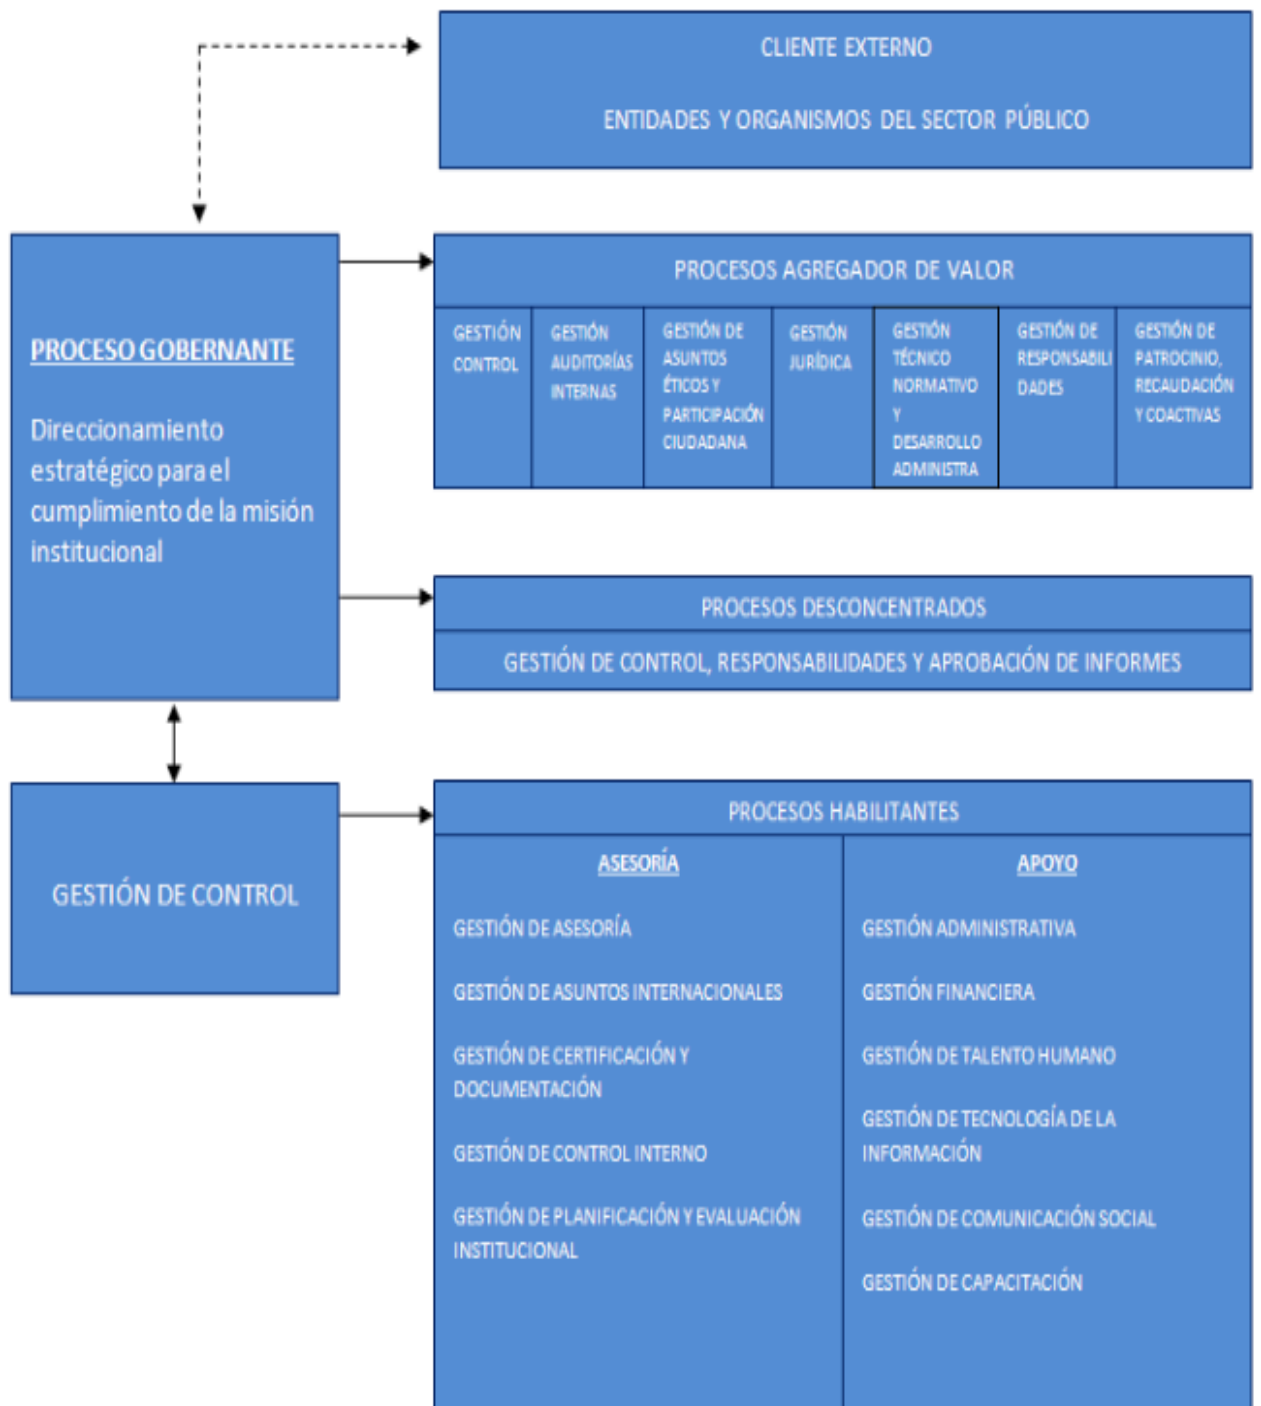 CLIENTE EXTERNO
ENTIDADES Y ORGANISMOS DEL SECTOR PÚBLICO
PROCESO GOBERNANTE
Direccionamiento
estratégico para el
cumplimiento de la misión
institucional
PROCESOS AGREGADOR DE VALOR
GESTIÓN
CONTROL
GESTIÓN
AUDITORÍAS
INTERNAS
GESTIÓN DE
ASUNTOS
ÉTICOS Y
PARTICIPACIÓN
CIUDADANA
GESTIÓN
JURÍDICA
GESTIÓN
TÉCNICO
NORMATIVO
Y
DESARROLLO
ADMINISTRA
GESTIÓN DE
RESPONSABILI
DADES
GESTIÓN DE
PATROCINIO,
RECAUDACIÓN
Y COACTIVAS
PROCESOS DESCONCENTRADOS
GESTIÓN DE CONTROL, RESPONSABILIDADES Y APROBACIÓN DE INFORMES
GESTIÓN DE CONTROL
PROCESOS HABILITANTES
ASESORÍA
GESTIÓN DE ASESORÍA
GESTIÓN DE ASUNTOS INTERNACIONALES
GESTIÓN DE CERTIFICACIÓN Y
DOCUMENTACIÓN
GESTIÓN DE CONTROL INTERNO
GESTIÓN DE PLANIFICACIÓN Y EVALUACIÓN
INSTITUCIONAL
APOYO
GESTIÓN ADMINISTRATIVA
GESTIÓN FINANCIERA
GESTIÓN DE TALENTO HUMANO
GESTIÓN DE TECNOLOGÍA DE LA
INFORMACIÓN
GESTIÓN DE COMUNICACIÓN SOCIAL
GESTIÓN DE CAPACITACIÓN